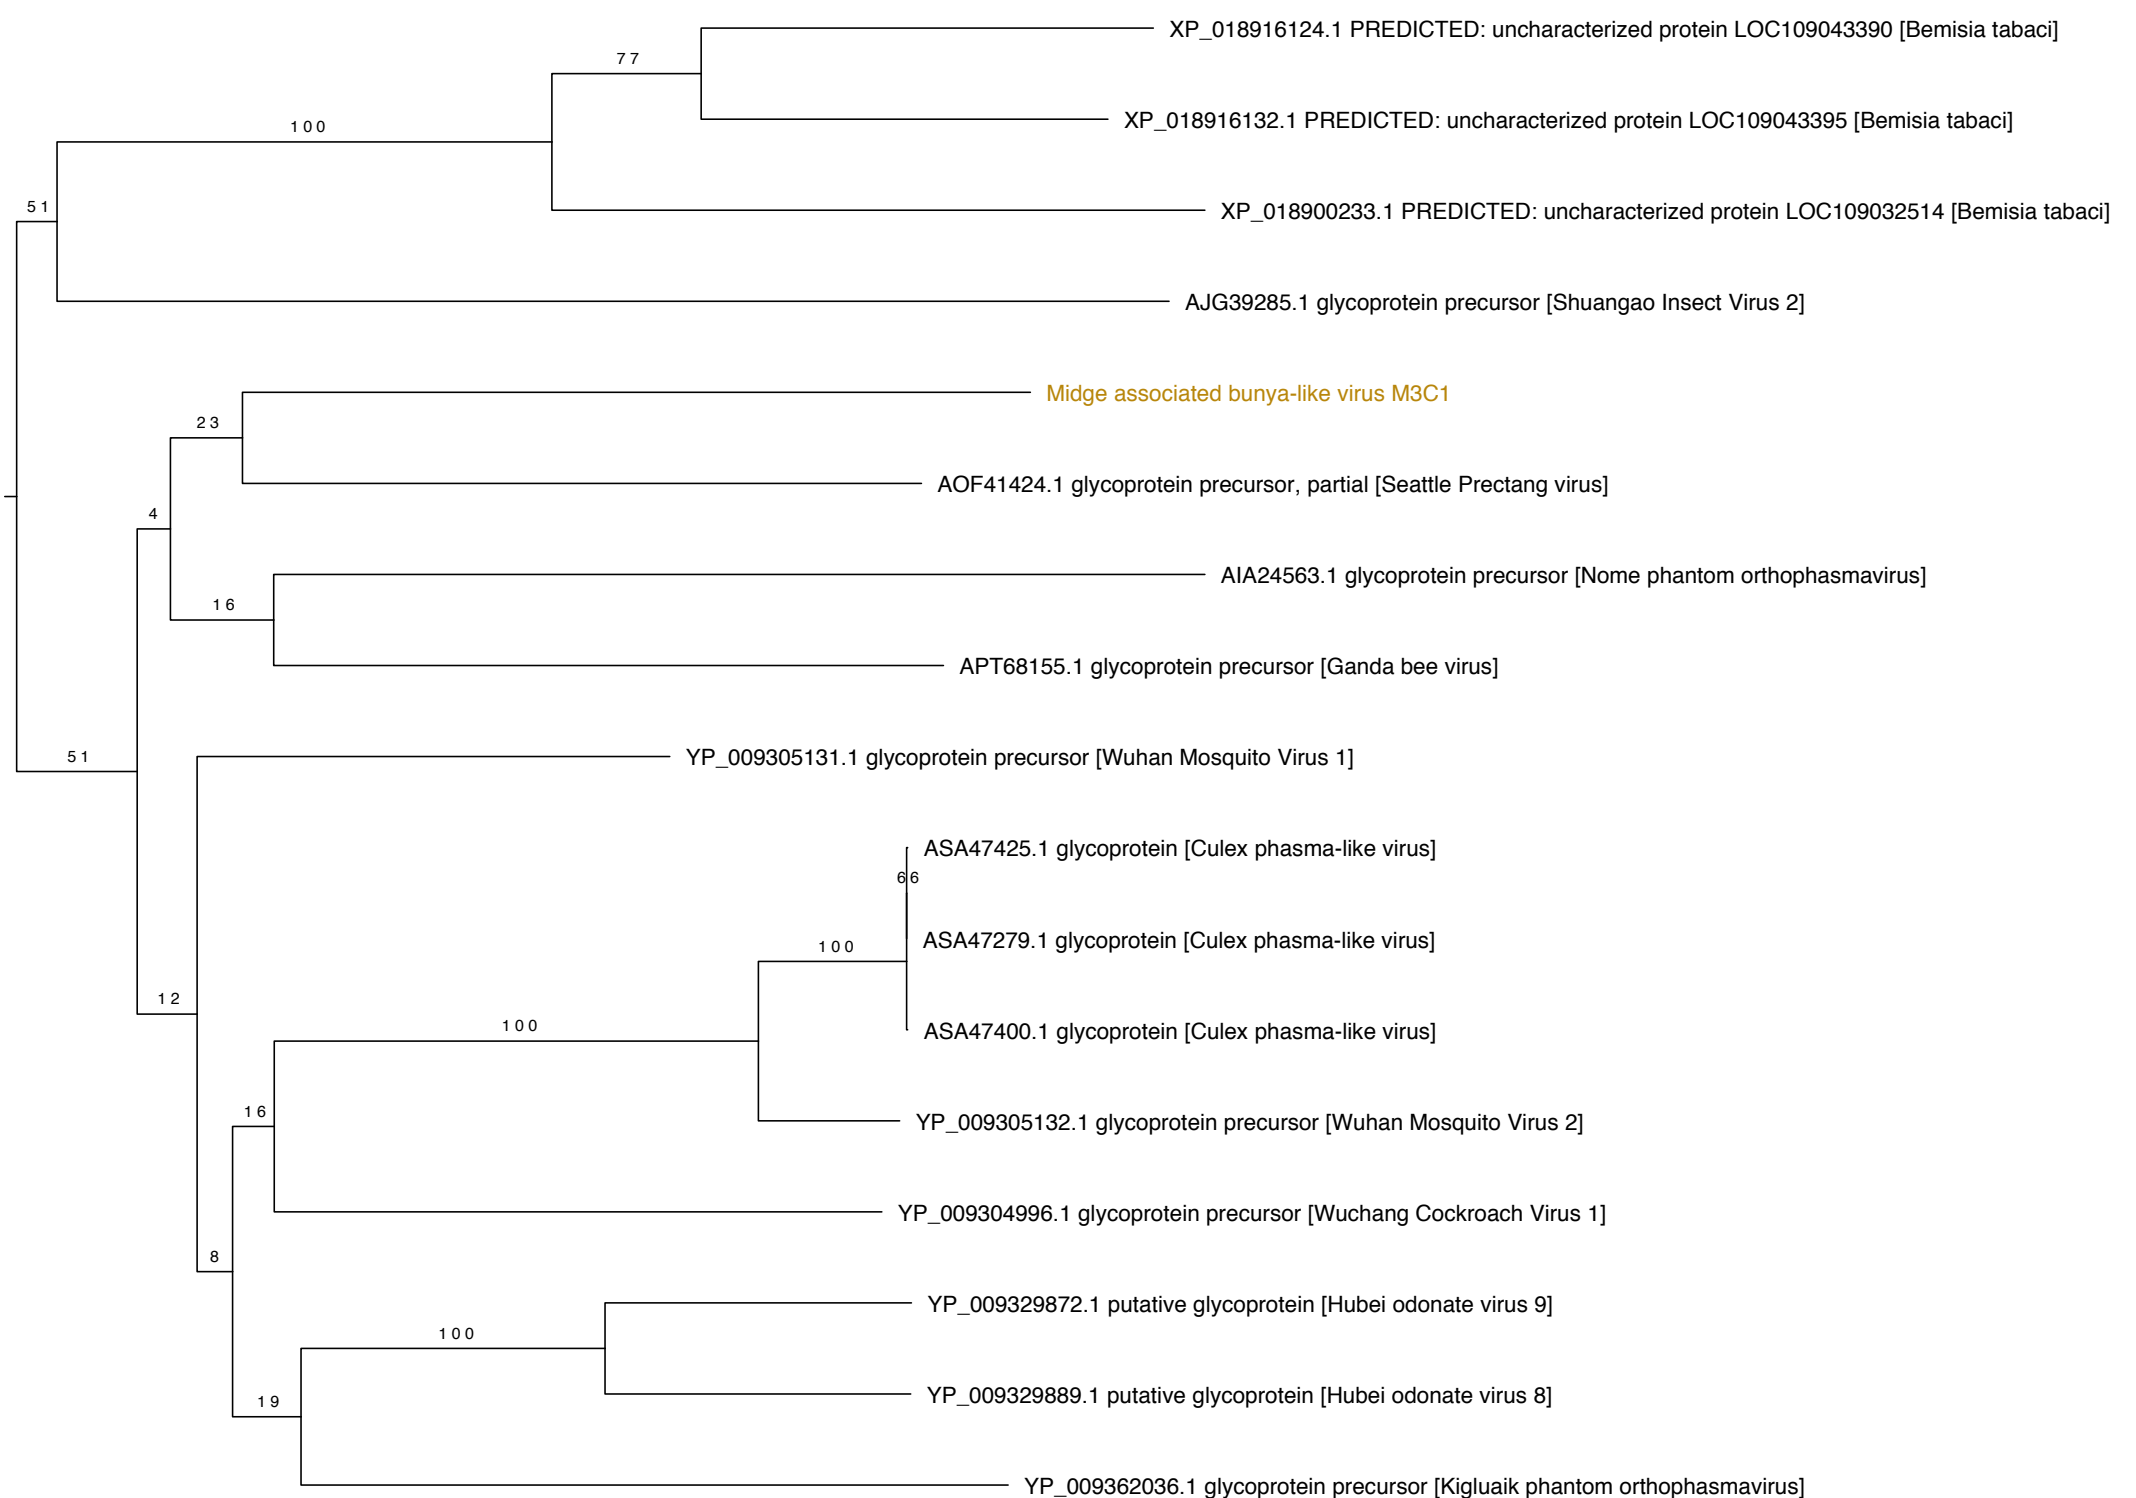 XP_018916124.1 PREDICTED: uncharacterized protein LOC109043390 [Bemisia tabaci]
77
XP_018916132.1 PREDICTED: uncharacterized protein LOC109043395 [Bemisia tabaci]
100
51
XP_018900233.1 PREDICTED: uncharacterized protein LOC109032514 [Bemisia tabaci]
AJG39285.1 glycoprotein precursor [Shuangao Insect Virus 2]
Midge associated bunya-like virus M3C1
23
AOF41424.1 glycoprotein precursor, partial [Seattle Prectang virus]
4
AIA24563.1 glycoprotein precursor [Nome phantom orthophasmavirus]
16
APT68155.1 glycoprotein precursor [Ganda bee virus]
51
YP_009305131.1 glycoprotein precursor [Wuhan Mosquito Virus 1]
ASA47425.1 glycoprotein [Culex phasma-like virus]
66
ASA47279.1 glycoprotein [Culex phasma-like virus]
100
12
100
ASA47400.1 glycoprotein [Culex phasma-like virus]
16
YP_009305132.1 glycoprotein precursor [Wuhan Mosquito Virus 2]
YP_009304996.1 glycoprotein precursor [Wuchang Cockroach Virus 1]
8
YP_009329872.1 putative glycoprotein [Hubei odonate virus 9]
100
YP_009329889.1 putative glycoprotein [Hubei odonate virus 8]
19
YP_009362036.1 glycoprotein precursor [Kigluaik phantom orthophasmavirus]